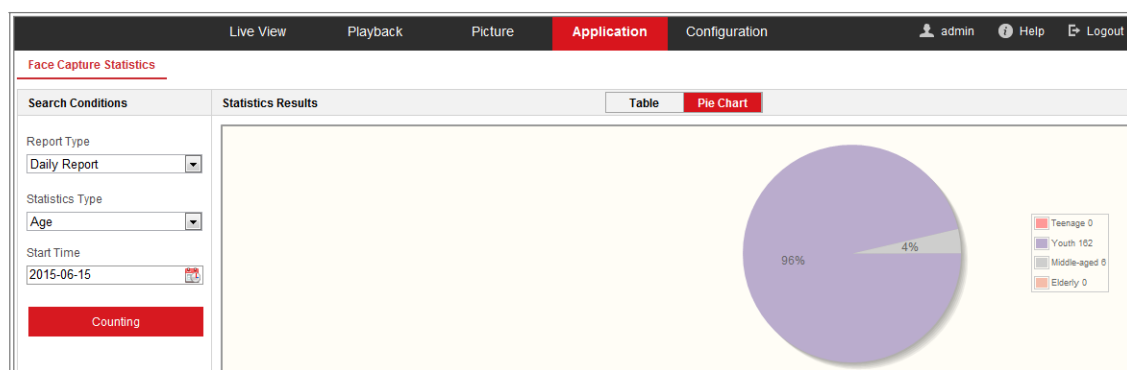 Live View Playback Picture Application Configuration admin Help Logout
Face Capture Statistics
Search Conditions Statistics Results Table Pie Chart
Report Type
Daily Report
Statistics Type
Age
Start Time
2015-06-15
Counting
96%
4%
Teenage 0
Youth 162
Middle-aged 6
Elderly 0